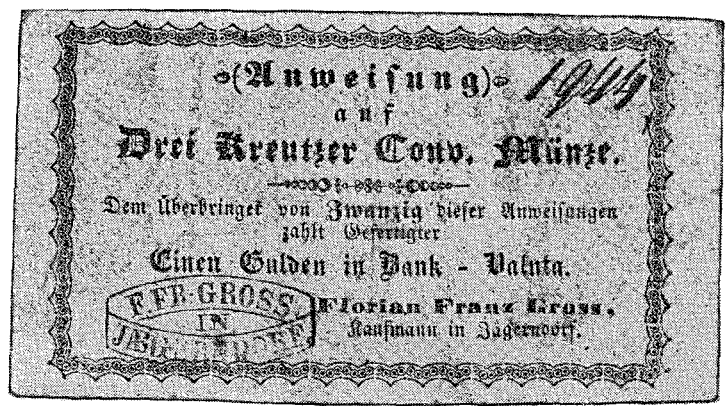 (Anweisung) 1944
auf
Drei Kreutzer Conv. Münze.
Dem Überbringer von Zwanzig dieser Anweisungen
zahlt Gefertigter
Einen Gulden in Bank - Valuta.
Florian Franz Gross,
Kaufmann in Jägerndorf.
F. FR. GROSS.
IN